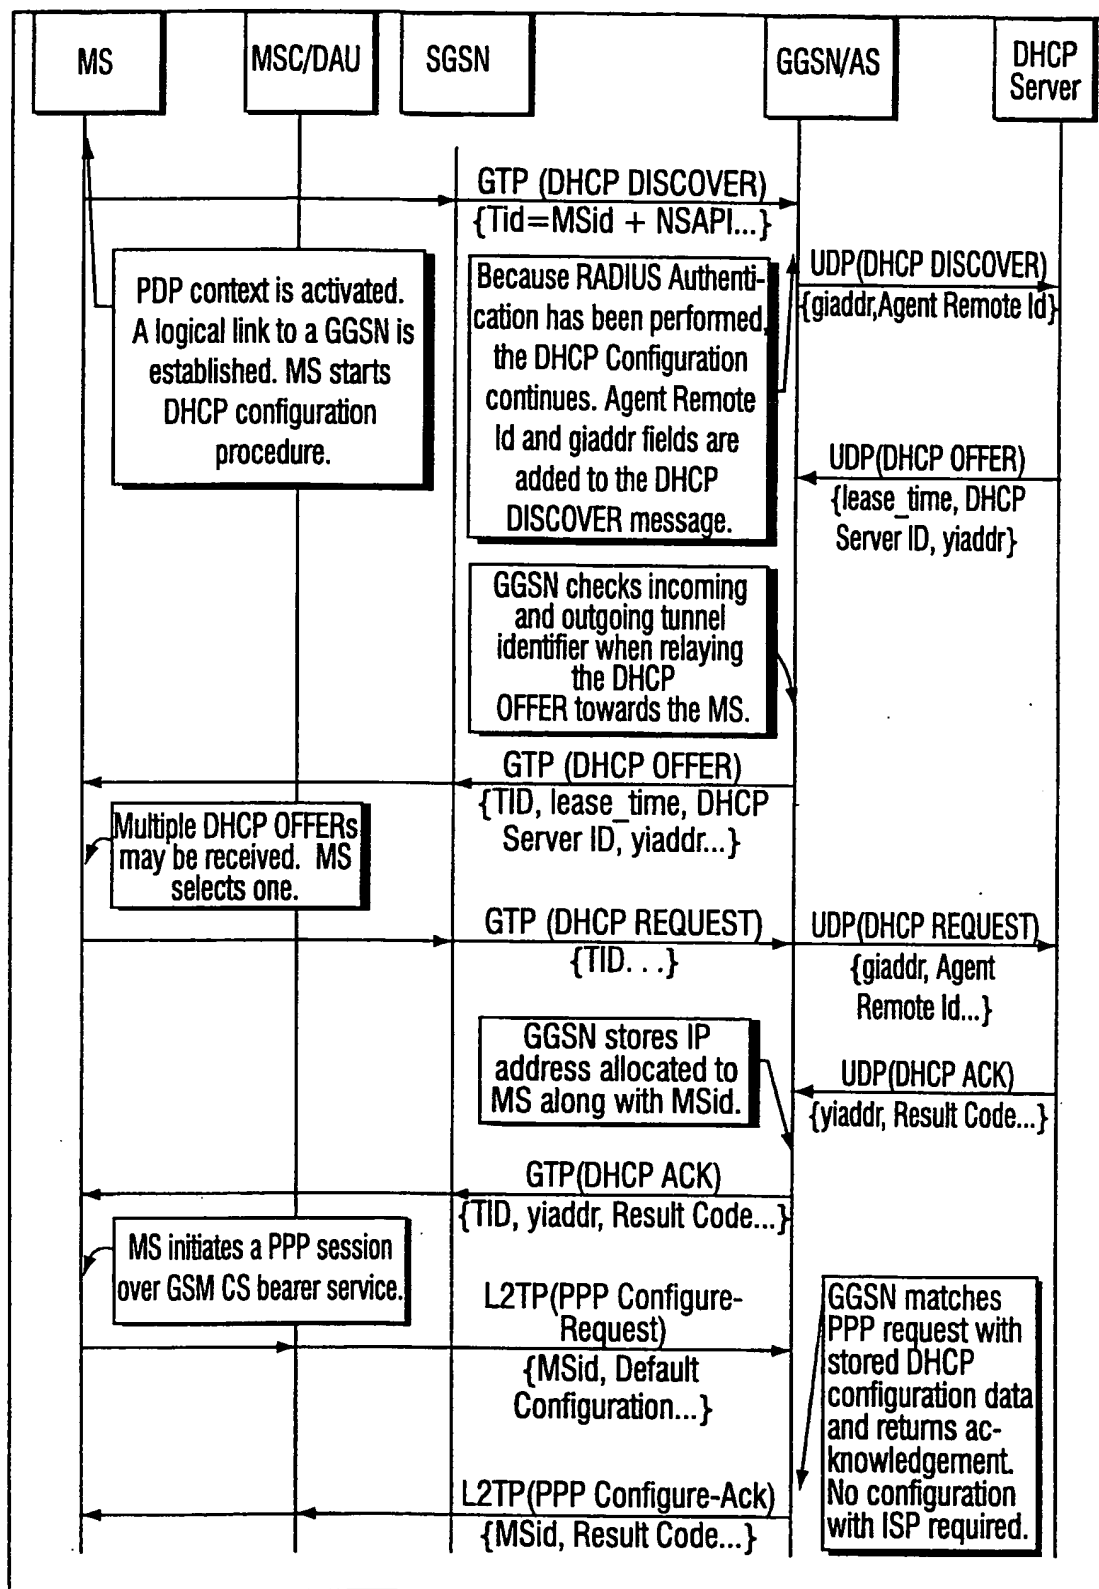 MS
MSC/DAU
SGSN
GGSN/AS
DHCP
Server
GTP (DHCP DISCOVER)
{Tid=MSid + NSAPI...}
PDP context is activated.
A logical link to a GGSN is
established. MS starts
DHCP configuration
procedure.
Because RADIUS Authenti-
cation has been performed,
the DHCP Configuration
continues. Agent Remote
Id and giaddr fields are
added to the DHCP
DISCOVER message.
UDP(DHCP DISCOVER)
{giaddr,Agent Remote Id}
UDP(DHCP OFFER)
{lease_time, DHCP
Server ID, yiaddr}
GGSN checks incoming
and outgoing tunnel
identifier when relaying
the DHCP
OFFER towards the MS.
GTP (DHCP OFFER)
{TID, lease_time, DHCP
Server ID, yiaddr...}
Multiple DHCP OFFERs
may be received. MS
selects one.
GTP (DHCP REQUEST)
{TID. . .}
UDP(DHCP REQUEST)
{giaddr, Agent
Remote Id...}
GGSN stores IP
address allocated to
MS along with MSid.
UDP(DHCP ACK)
{yiaddr, Result Code...}
GTP(DHCP ACK)
{TID, yiaddr, Result Code...}
MS initiates a PPP session
over GSM CS bearer service.
L2TP(PPP Configure-
Request)
{MSid, Default
Configuration...}
GGSN matches
PPP request with
stored DHCP
configuration data
and returns ac-
knowledgement.
No configuration
with ISP required.
L2TP(PPP Configure-Ack)
{MSid, Result Code...}